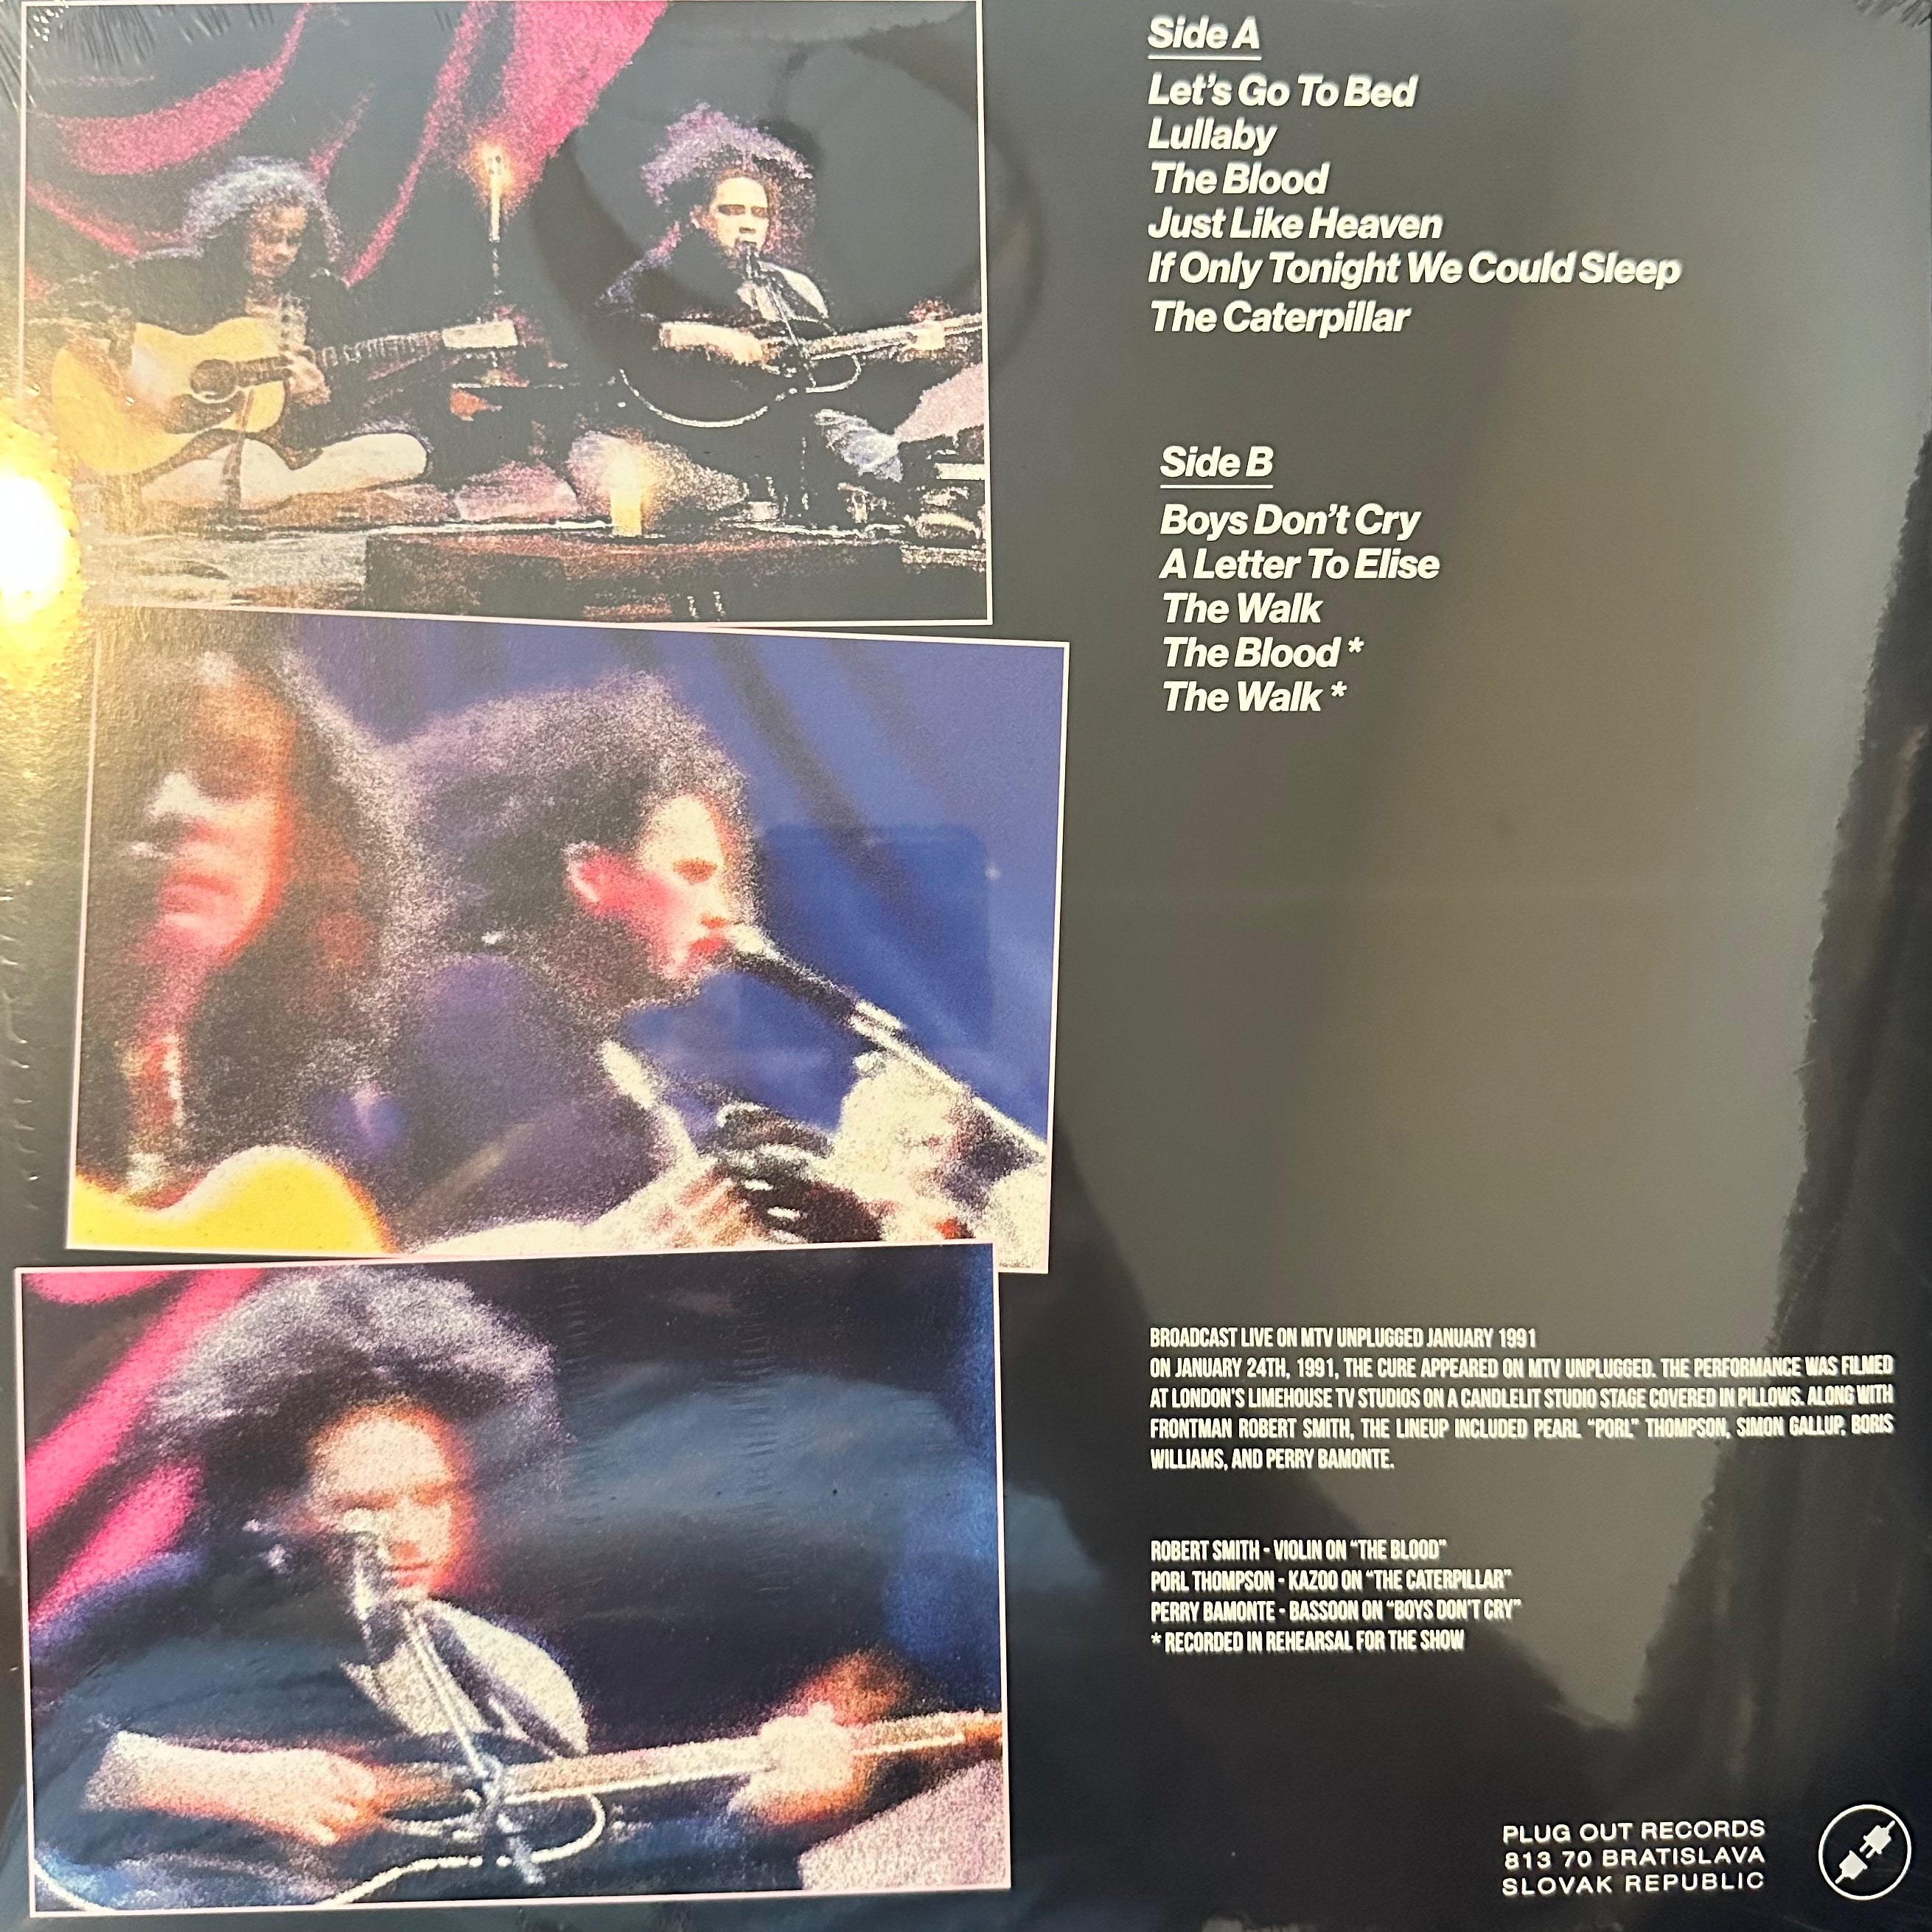 Side A
Let's Go To Bed
Lullaby
The Blood
Just Like Heaven
If Only Tonight We Could Sleep
The Caterpillar
Side B
Boys Don't Cry
A Letter To Elise
The Walk
The Blood *
The Walk *
BROADCAST LIVE ON MTV UNPLUGGED JANUARY 1991
ON JANUARY 24TH, 1991, THE CURE APPEARED ON MTV UNPLUGGED. THE PERFORMANCE WAS FILMED
AT LONDON'S LIMEHOUSE TV STUDIOS ON A CANDLELIT STUDIO STAGE COVERED IN PILLOWS. ALONG WITH
FRONTMAN ROBERT SMITH, THE LINEUP INCLUDED PEARL "PORL" THOMPSON, SIMON GALLUP, BORIS
WILLIAMS, AND PERRY BAMONTE.
ROBERT SMITH - VIOLIN ON "THE BLOOD"
PORL THOMPSON - KAZOO ON "THE CATERPILLAR"
PERRY BAMONTE - BASSOON ON "BOYS DON'T CRY"
* RECORDED IN REHEARSAL FOR THE SHOW
PLUG OUT RECORDS
813 70 BRATISLAVA
SLOVAK REPUBLIC